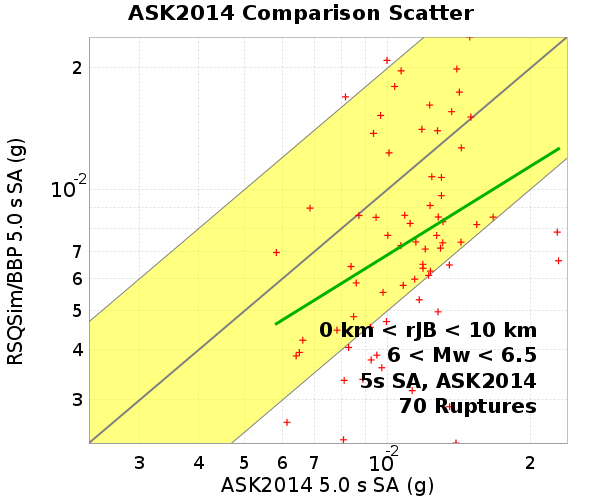 ASK2014 Comparison Scatter
RSQSim/BBP 5.0 s SA (g)
2
10-2
7
6
5
4
3
0 km < rJB < 10 km
6 < Mw < 6.5
5s SA, ASK2014
70 Ruptures
3 4 5 6 7 10-2 2
ASK2014 5.0 s SA (g)